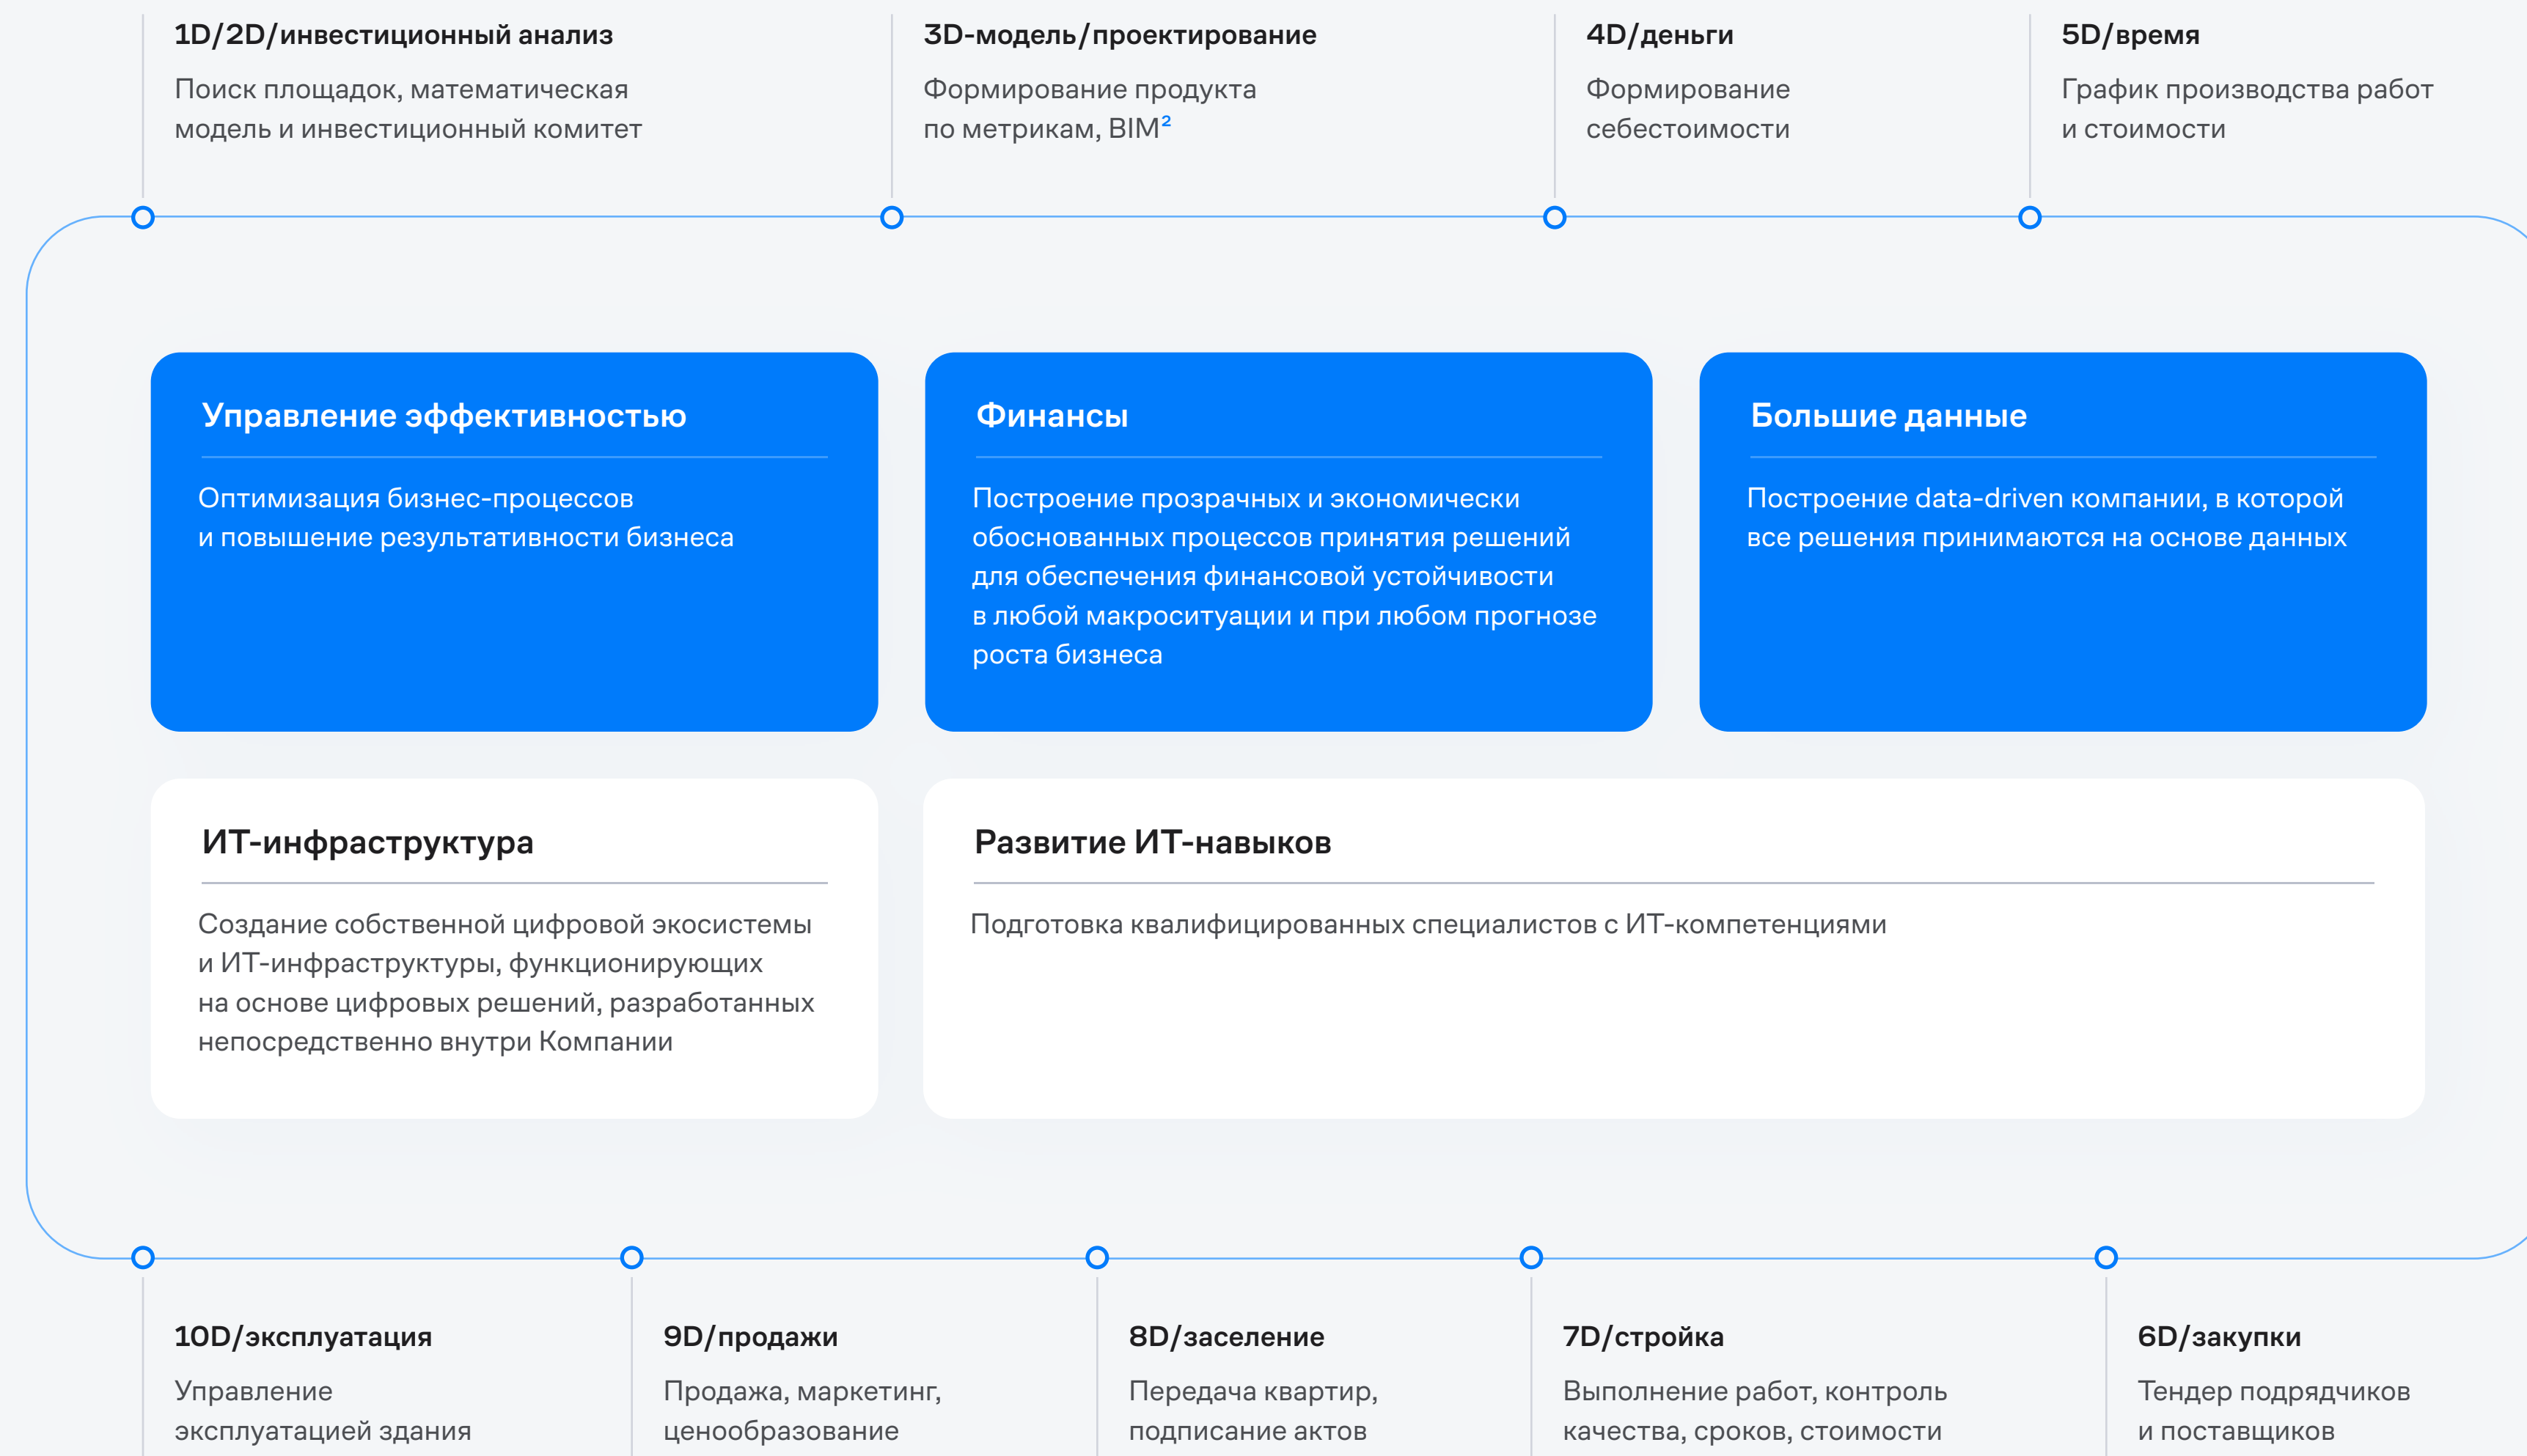 1D/2D/инвестиционный анализ
Поиск площадок, математическая
модель и инвестиционный комитет
3D-модель/проектирование
Формирование продукта
по метрикам, BIM²
4D/деньги
Формирование
себестоимости
5D/время
График производства работ
и стоимости
Управление эффективностью
Оптимизация бизнес-процессов
и повышение результативности бизнеса
Финансы
Построение прозрачных и экономически
обоснованных процессов принятия решений
для обеспечения финансовой устойчивости
в любой макроситуации и при любом прогнозе
роста бизнеса
Большие данные
Построение data-driven компании, в которой
все решения принимаются на основе данных
ИТ-инфраструктура
Создание собственной цифровой экосистемы
и ИТ-инфраструктуры, функционирующих
на основе цифровых решений, разработанных
непосредственно внутри Компании
Развитие ИТ-навыков
Подготовка квалифицированных специалистов с ИТ-компетенциями
10D/эксплуатация
Управление
эксплуатацией здания
9D/продажи
Продажа, маркетинг,
ценообразование
8D/заселение
Передача квартир,
подписание актов
7D/стройка
Выполнение работ, контроль
качества, сроков, стоимости
6D/закупки
Тендер подрядчиков
и поставщиков